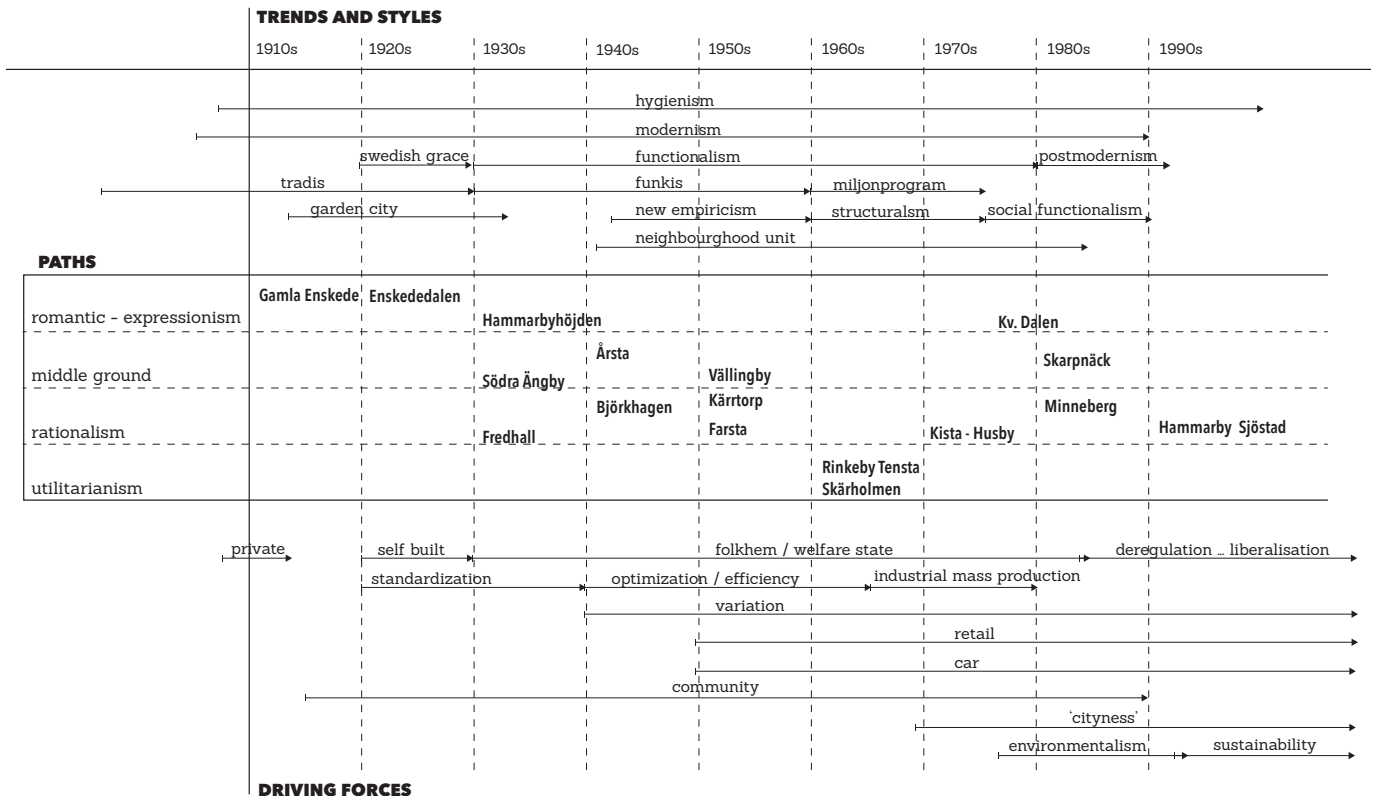 TRENDS AND STYLES
1910s 1920s 1930s 1940s 1950s 1960s 1970s 1980s 1990s
hygienism
modernism
swedish grace functionalism postmodernism
tradis funkis miljonprogram
garden city new empiricism structuralsm social functionalism
neighbourghood unit
PATHS
Gamla Enskede Enskededalen
romantic - expressionism Hammarbyhöjden Kv. Dalen
Årsta Skarpnäck
middle ground Södra Ängby Vällingby
Björkhagen Kärrtorp Minneberg
rationalism Fredhall Farsta Kista - Husby Hammarby Sjöstad
Rinkeby Tensta
utilitarianism Skärholmen
private self built folkhem / welfare state deregulation ... liberalisation
standardization optimization / efficiency industrial mass production
variation
retail
car
community
'cityness'
environmentalism sustainability
DRIVING FORCES